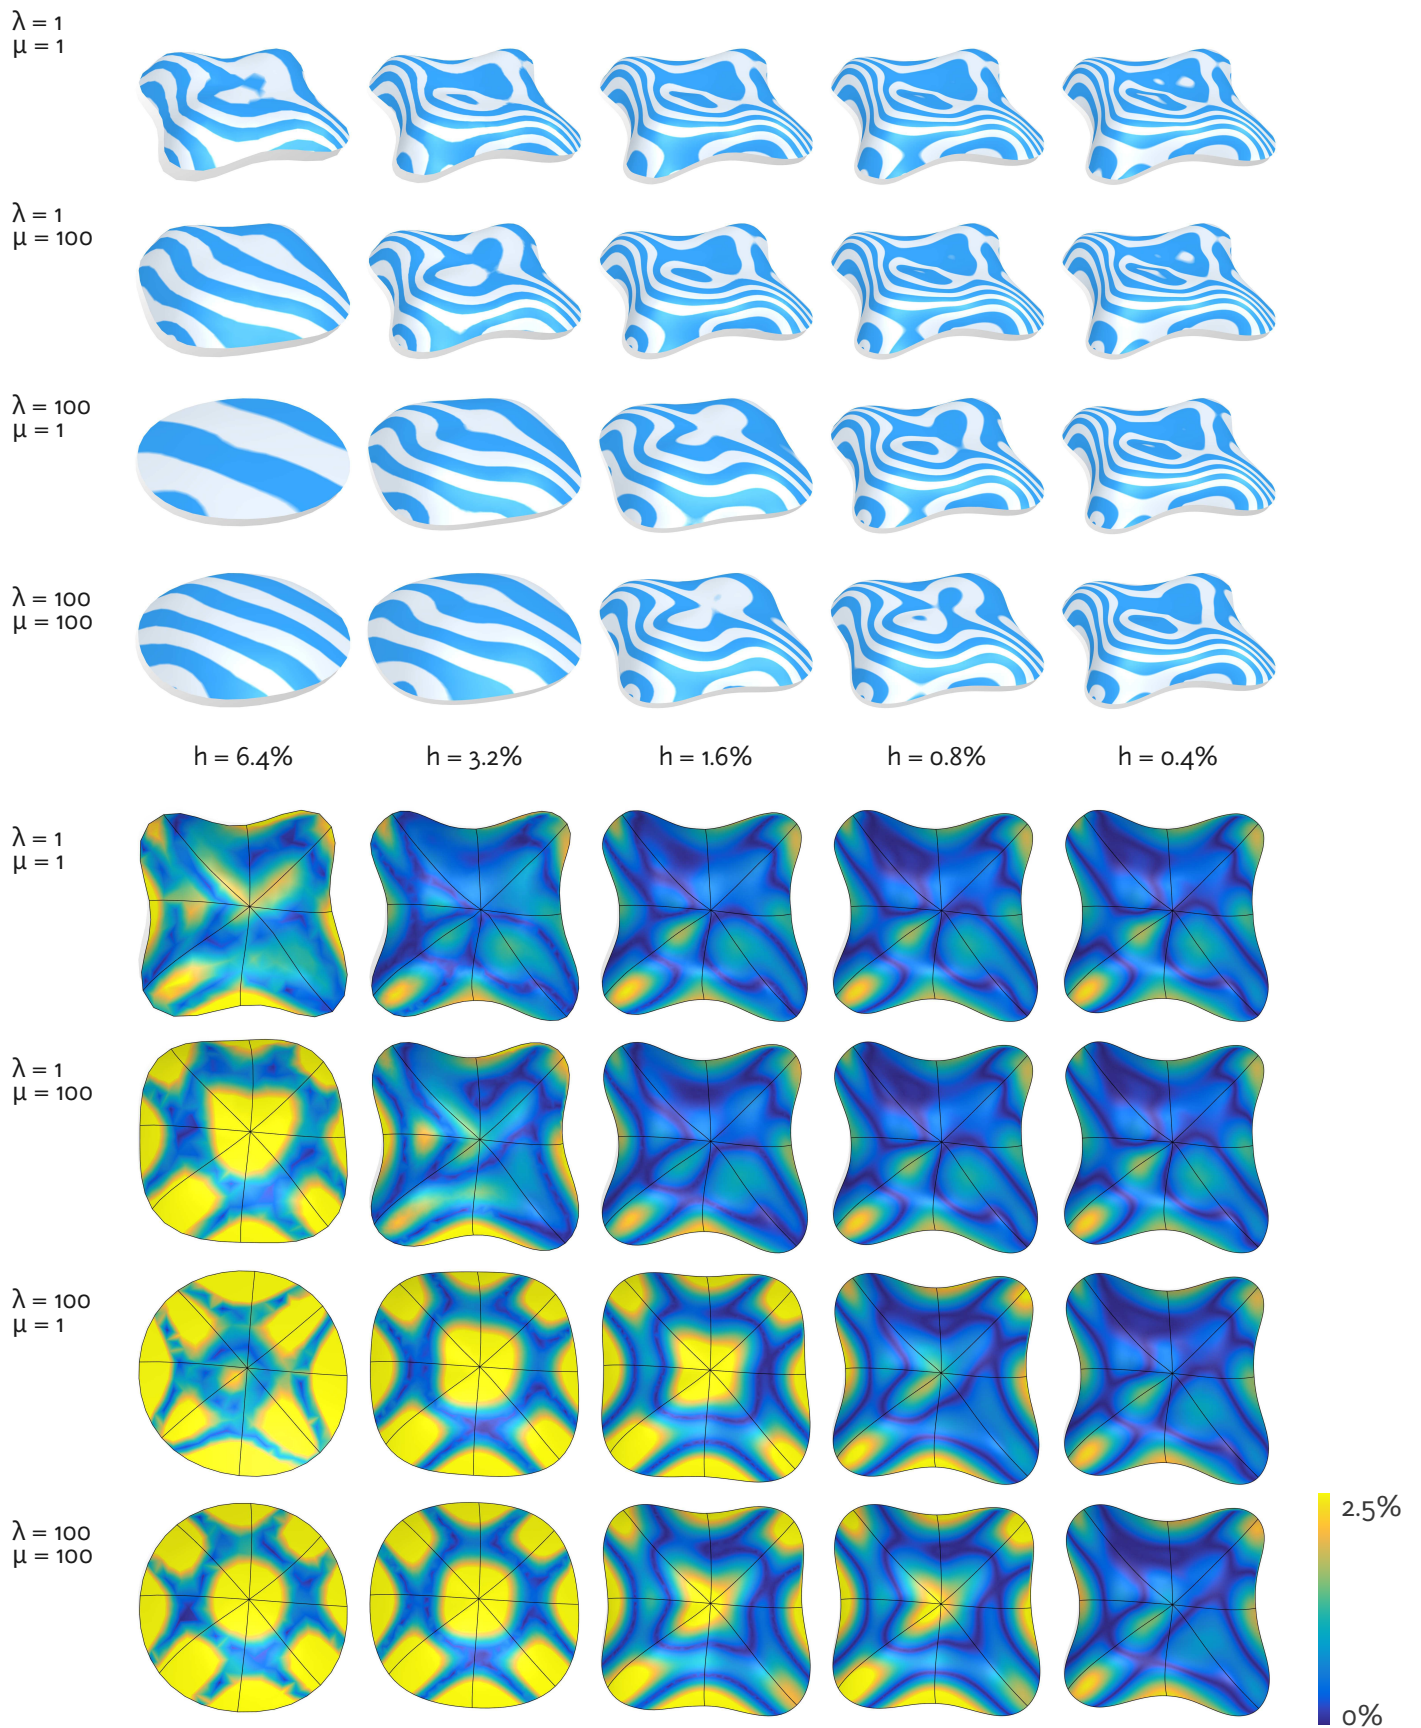 λ = 1
μ = 1
λ = 1
μ = 100
λ = 100
μ = 1
λ = 100
μ = 100
h = 6.4% h = 3.2% h = 1.6% h = 0.8% h = 0.4%
λ = 1
μ = 1
λ = 1
μ = 100
λ = 100
μ = 1
2.5%
λ = 100
μ = 100
0%